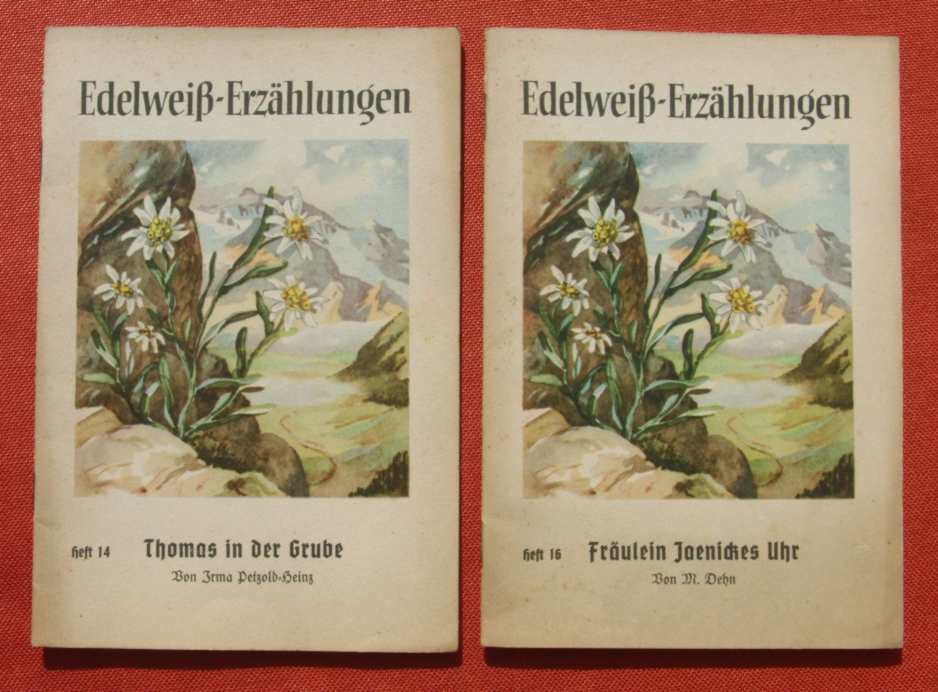 Edelweiß-Erzählungen
Heft 14 Thomas in der Grube
Von Irma Petzold-Heinz
Edelweiß-Erzählungen
Heft 16 Fräulein Jaenickes Uhr
Von M. Dehn